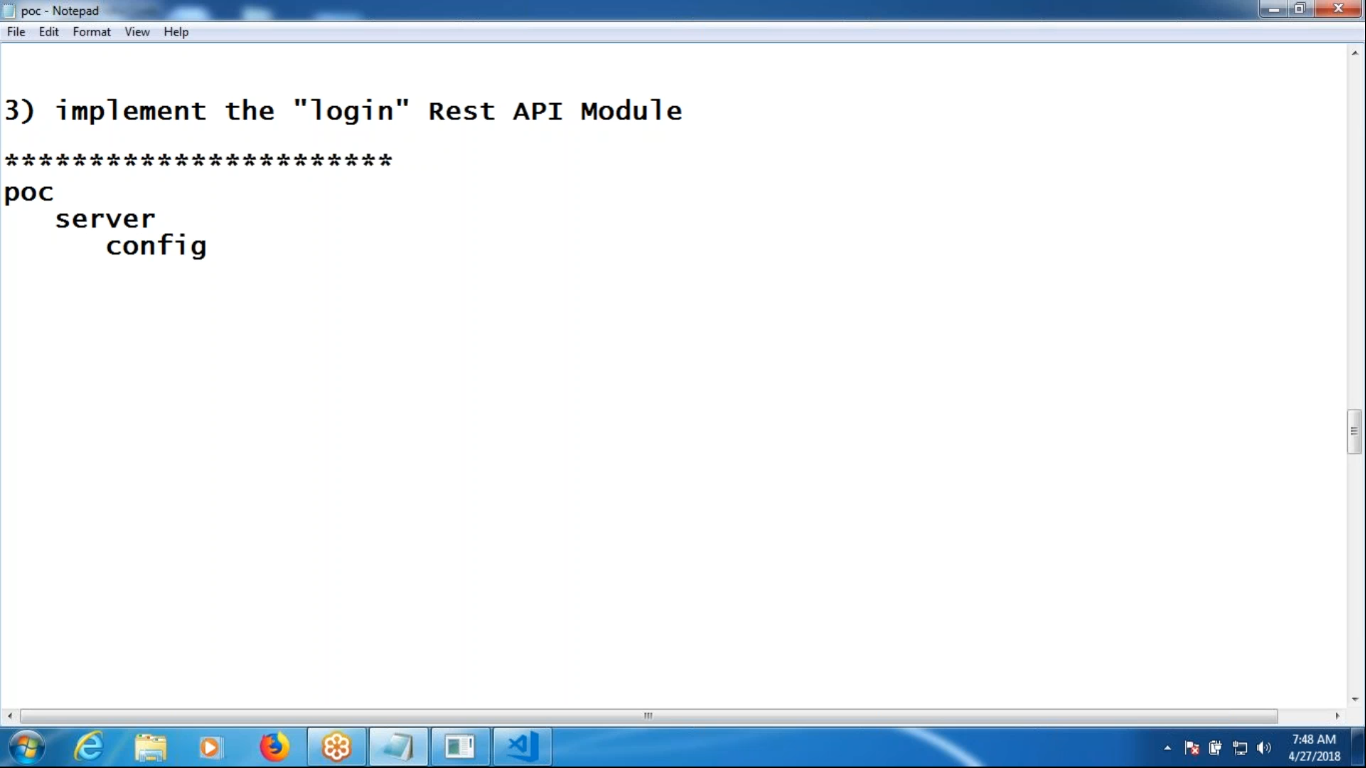 poc - Notepad
File Edit Format View Help
3) implement the "login" Rest API Module
***********************
poc
server
config
7:48 AM
4/27/2018